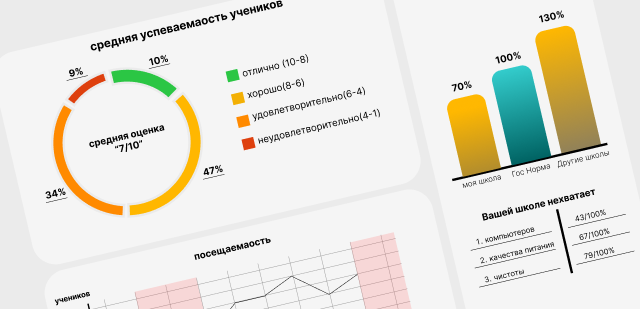 средняя успеваемаость учеников
9%
10%
34%
47%
средняя оценка
"7/10"
отлично (10-8)
хорошо(8-6)
удовлетворительно(6-4)
неудовлетворительно(4-1)
посещаемаость
учеников
70%
100%
130%
моя школа
Гос Норма
Другие школы
Вашей школе нехватает
1. компьютеров 43/100%
2. качества питания 67/100%
3. чистоты 79/100%